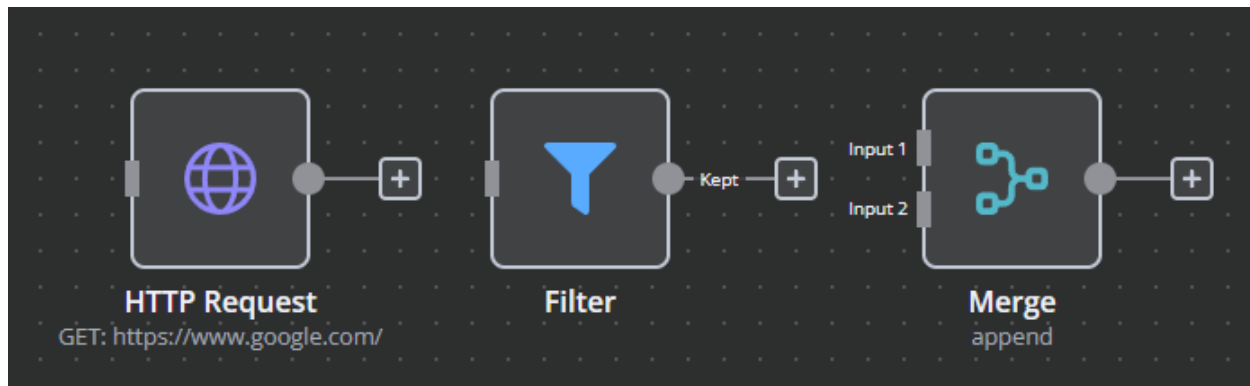 Kept
Input 1
Input 2
HTTP Request
GET: https://www.google.com/
Filter
Merge
append